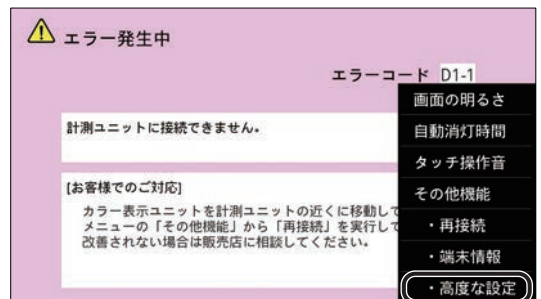 エラー発生中
エラーコード D1-1
計測ユニットに接続できません。
[お客様でのご対応]
カラー表示ユニットを計測ユニットの近くに移動して
メニューの「その他機能」から「再接続」を実行して
改善されない場合は販売店に相談してください。
画面の明るさ
自動消灯時間
タッチ操作音
その他機能
・再接続
・端末情報
・高度な設定